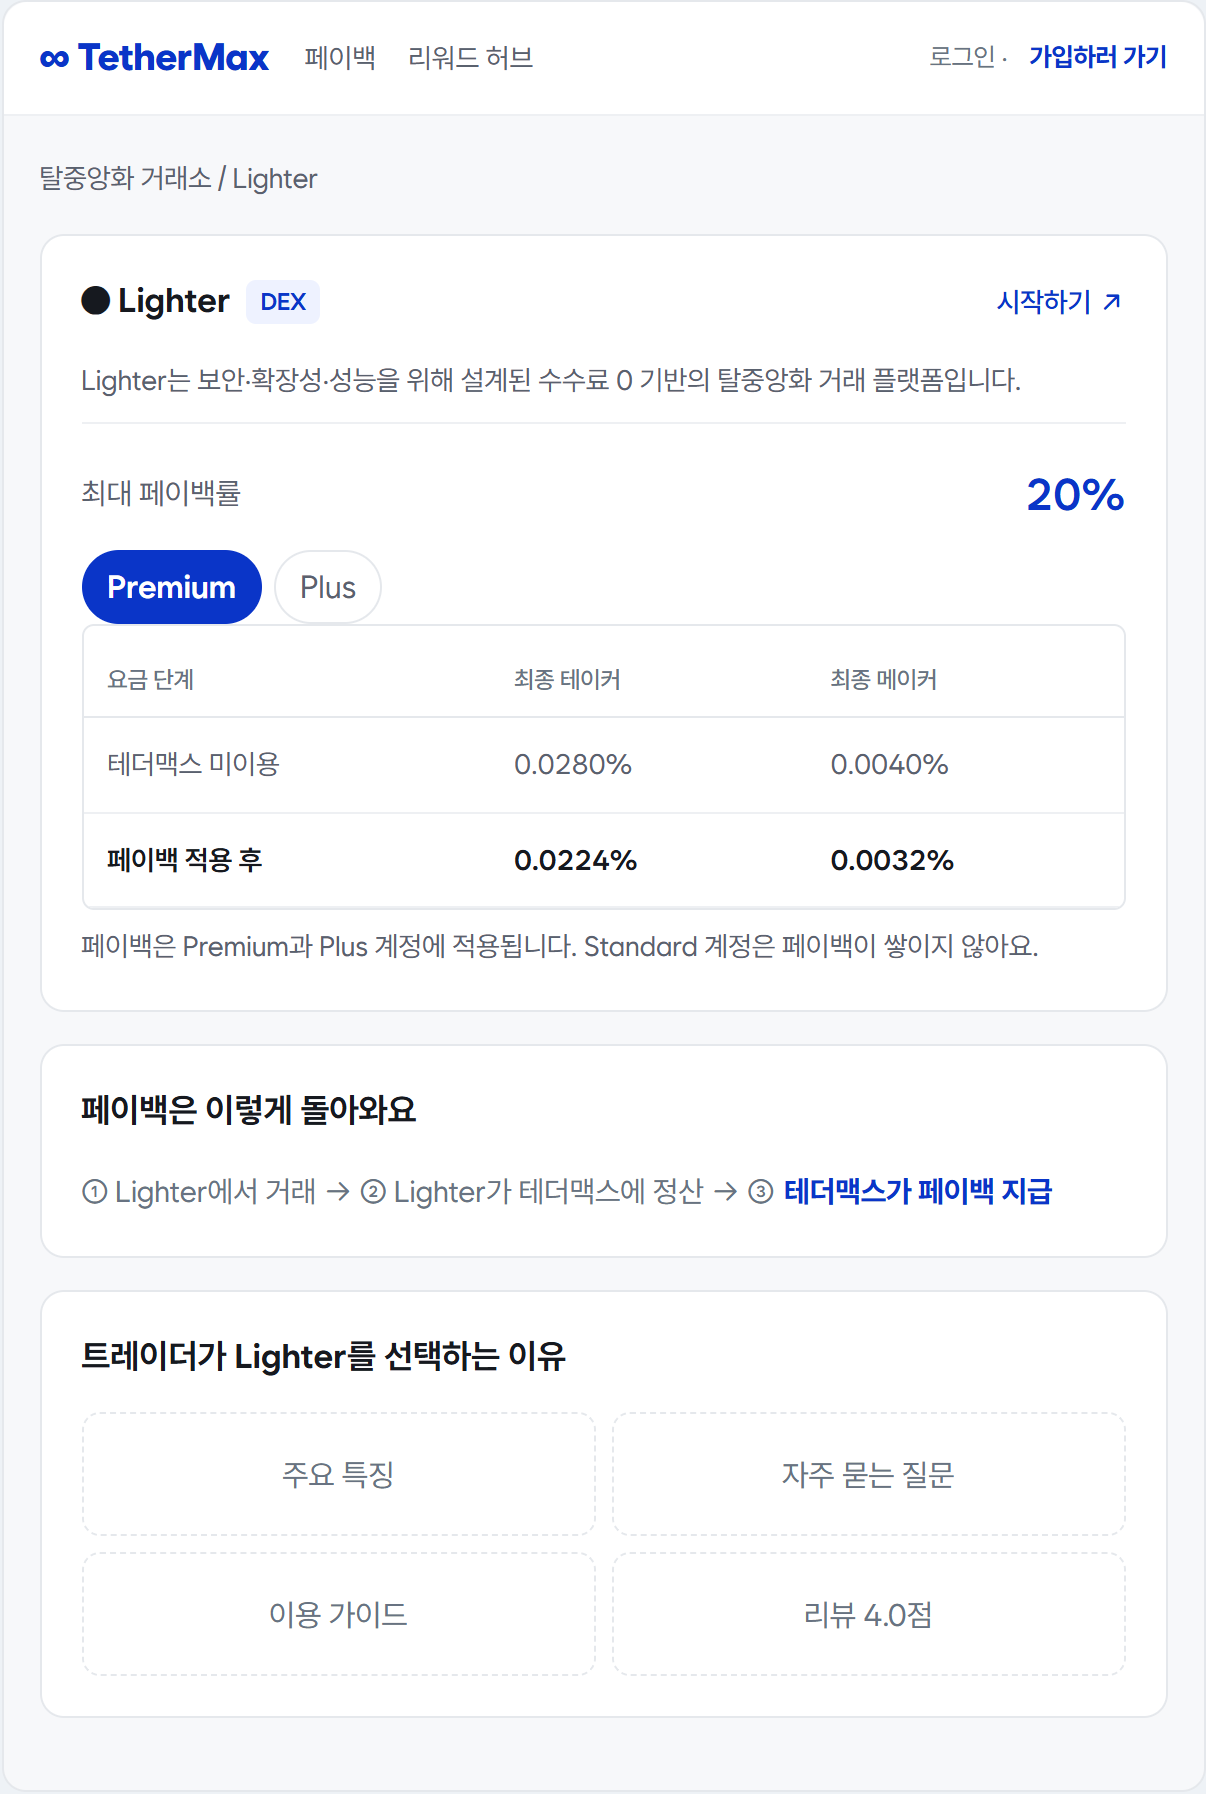 ∞ TetherMax 페이백 리워드 허브 로그인 · 가입하러 가기
탈중앙화 거래소 / Lighter
● Lighter DEX 시작하기 ↗
Lighter는 보안·확장성·성능을 위해 설계된 수수료 0 기반의 탈중앙화 거래 플랫폼입니다.
최대 페이백률 20%
Premium Plus
요금 단계 최종 테이커 최종 메이커
테더맥스 미이용 0.0280% 0.0040%
페이백 적용 후 0.0224% 0.0032%
페이백은 Premium과 Plus 계정에 적용됩니다. Standard 계정은 페이백이 쌓이지 않아요.
페이백은 이렇게 돌아와요
① Lighter에서 거래 → ② Lighter가 테더맥스에 정산 → ③ 테더맥스가 페이백 지급
트레이더가 Lighter를 선택하는 이유
주요 특징 자주 묻는 질문
이용 가이드 리뷰 4.0점